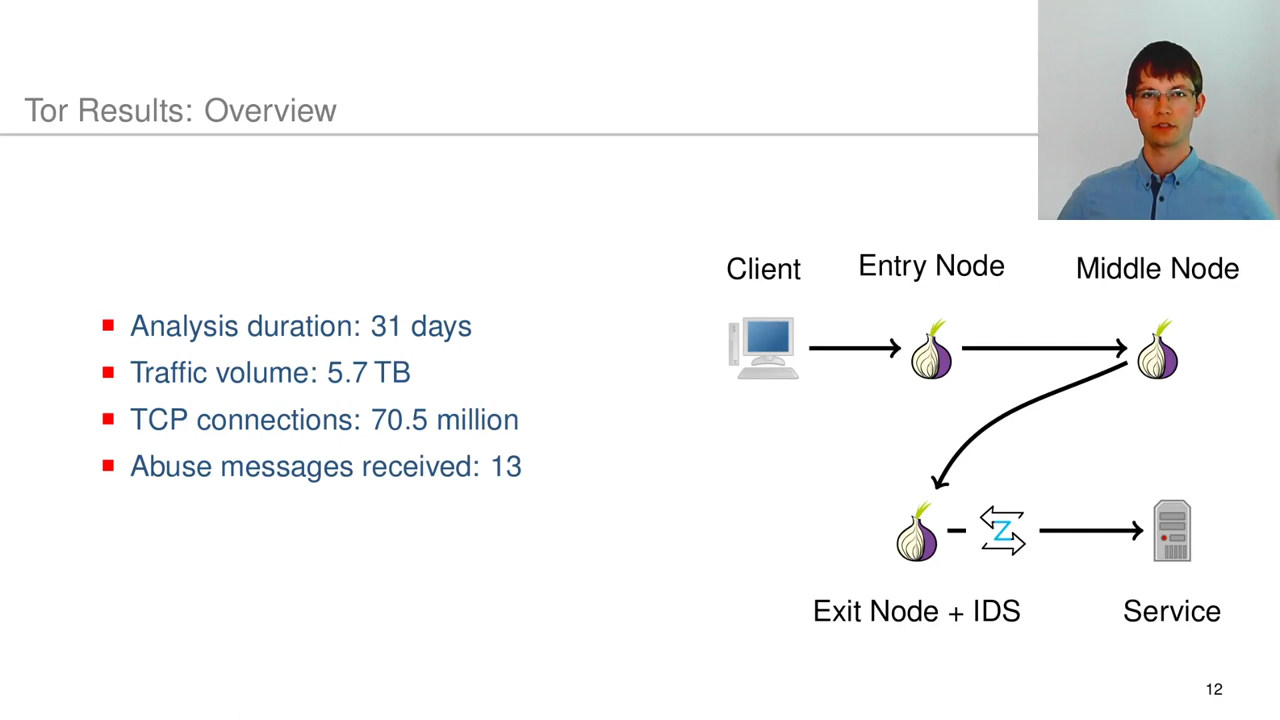 Tor Results: Overview
Analysis duration: 31 days
Traffic volume: 5.7 TB
TCP connections: 70.5 million
Abuse messages received: 13
Client
Entry Node
Middle Node
Z
Exit Node + IDS
Service
12